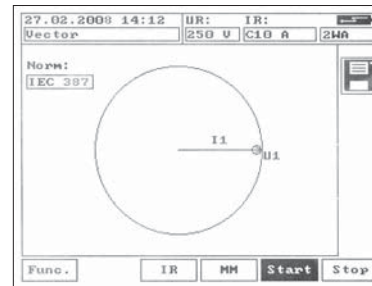 27.02.2008 14:12 UR: IR:
Vector 250 V C10 A 2WA
Norm:
IEC 387
I1
U1
Func. IR MM Start Stop